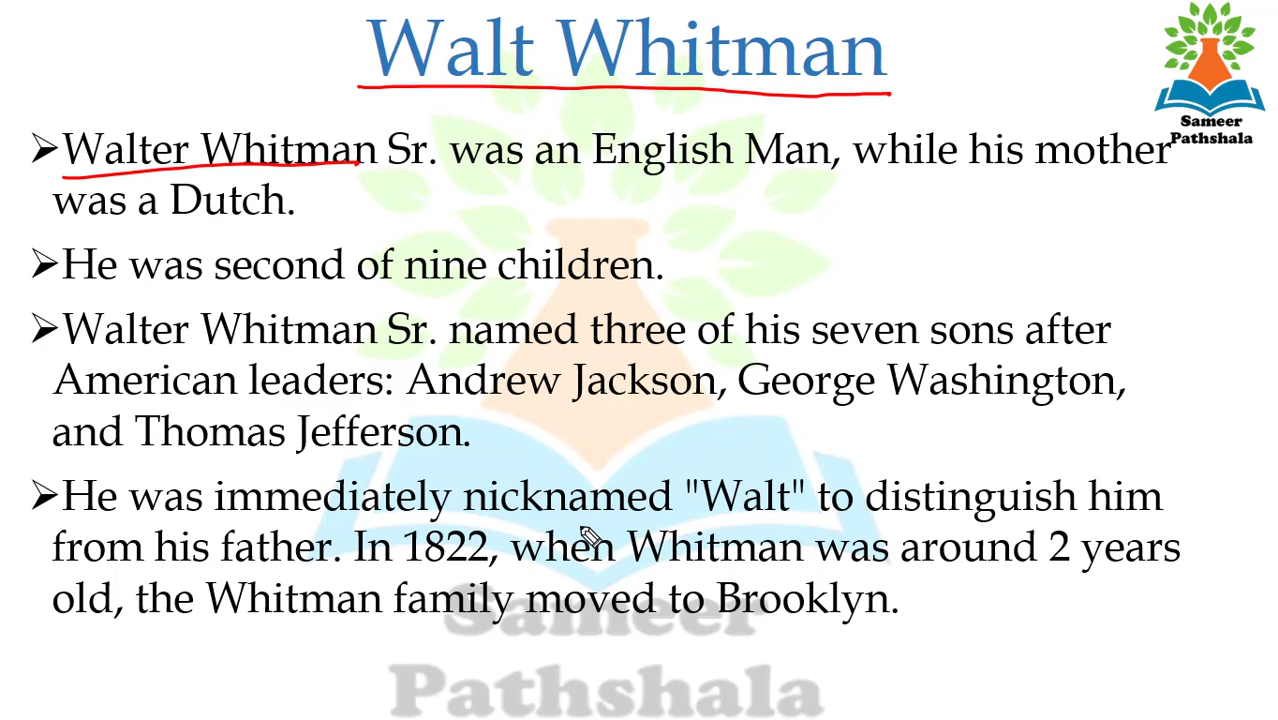 Walt Whitman
Sameer
Pathshala
➢Walter Whitman Sr. was an English Man, while his mother
was a Dutch.
➢He was second of nine children.
➢Walter Whitman Sr. named three of his seven sons after
American leaders: Andrew Jackson, George Washington,
and Thomas Jefferson.
➢He was immediately nicknamed "Walt" to distinguish him
from his father. In 1822, when Whitman was around 2 years
old, the Whitman family moved to Brooklyn.
Sameer
Pathshala